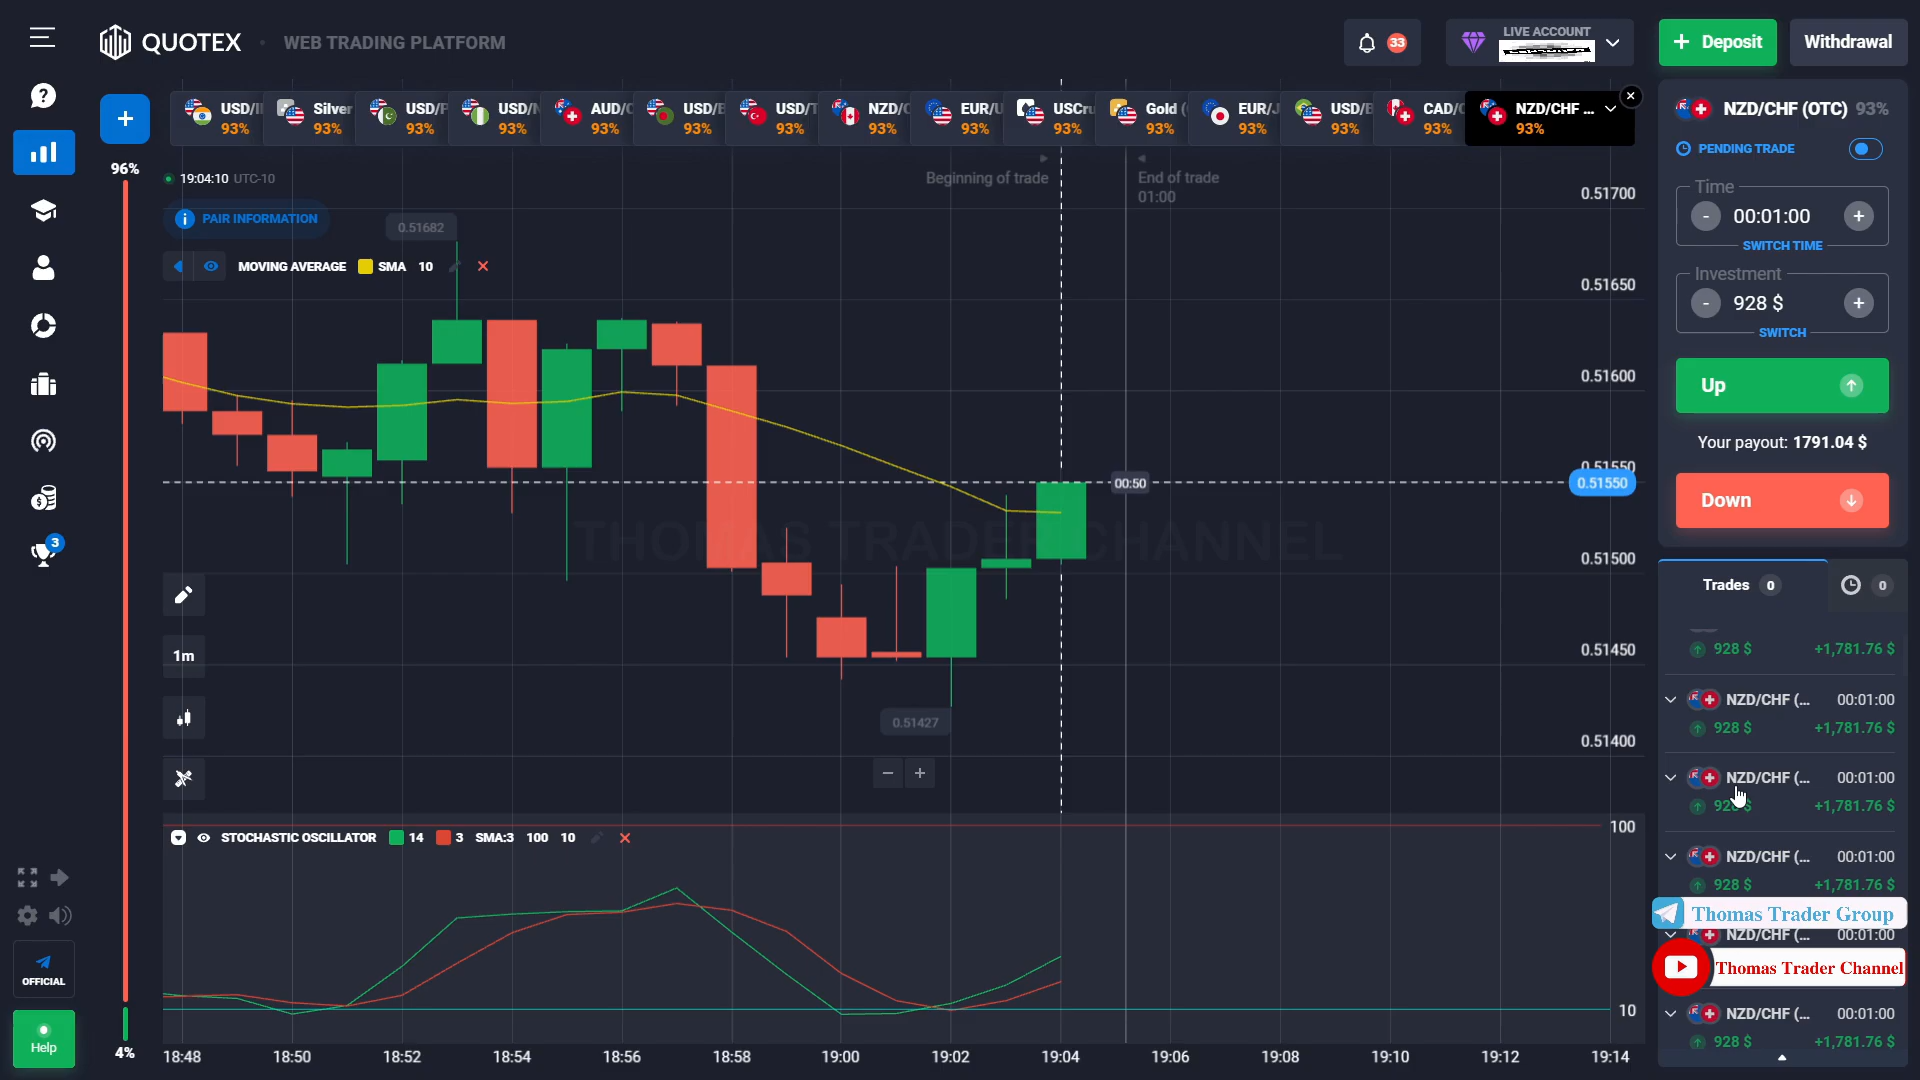 QUOTEX
WEB TRADING PLATFORM
33
LIVE ACCOUNT
+ Deposit
Withdrawal
USD/I
93%
Silver
93%
USD/P
93%
USD/N
93%
AUD/C
93%
USD/E
93%
USD/T
93%
NZD/C
93%
EUR/U
93%
USCru
93%
Gold (
93%
EUR/J
93%
USD/B
93%
CAD/C
93%
NZD/CHF ...
93%
NZD/CHF (OTC) 93%
PENDING TRADE
Time
- 00:01:00 +
SWITCH TIME
Investment
- 928 $ +
SWITCH
Up
Your payout: 1791.04 $
Down
96%
19:04:10 UTC-10
PAIR INFORMATION
MOVING AVERAGE SMA 10
0.51682
Beginning of trade
End of trade
01:00
0.51700
0.51650
0.51600
0.51550
0.51550
0.51500
0.51450
0.51400
00:50
THOMAS TRADER CHANNEL
0.51427
1m
STOCHASTIC OSCILLATOR 14 3 SMA:3 100 10
100
10
18:48 18:50 18:52 18:54 18:56 18:58 19:00 19:02 19:04 19:06 19:08 19:10 19:12 19:14
3
OFFICIAL
Help
4%
Trades 0
0
928 $ +1,781.76 $
NZD/CHF (... 00:01:00
928 $ +1,781.76 $
NZD/CHF (... 00:01:00
928 $ +1,781.76 $
NZD/CHF (... 00:01:00
928 $ +1,781.76 $
Thomas Trader Group
NZD/CHF (... 00:01:00
Thomas Trader Channel
NZD/CHF (... 00:01:00
928 $ +1,781.76 $